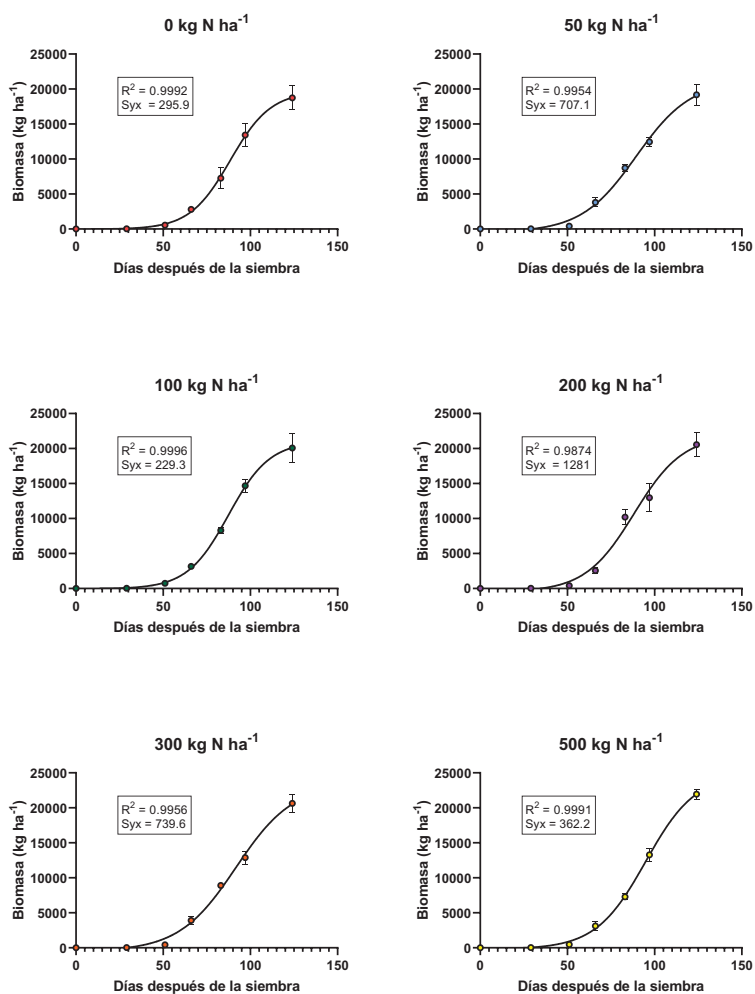 0 kg N ha-1
50 kg N ha-1
25000
20000
15000
10000
5000
0
Biomasa (kg ha-1)
R2 = 0.9992
Syx = 295.9
0
50
100
150
Días después de la siembra
25000
20000
15000
10000
5000
0
Biomasa (kg ha-1)
R2 = 0.9954
Syx = 707.1
0
50
100
150
Días después de la siembra
100 kg N ha-1
200 kg N ha-1
25000
20000
15000
10000
5000
0
Biomasa (kg ha-1)
R2 = 0.9996
Syx = 229.3
0
50
100
150
Días después de la siembra
25000
20000
15000
10000
5000
0
Biomasa (kg ha-1)
R2 = 0.9874
Syx = 1281
0
50
100
150
Días después de la siembra
300 kg N ha-1
500 kg N ha-1
25000
20000
15000
10000
5000
0
Biomasa (kg ha-1)
R2 = 0.9956
Syx = 739.6
0
50
100
150
Días después de la siembra
25000
20000
15000
10000
5000
0
Biomasa (kg ha-1)
R2 = 0.9991
Syx = 362.2
0
50
100
150
Días después de la siembra